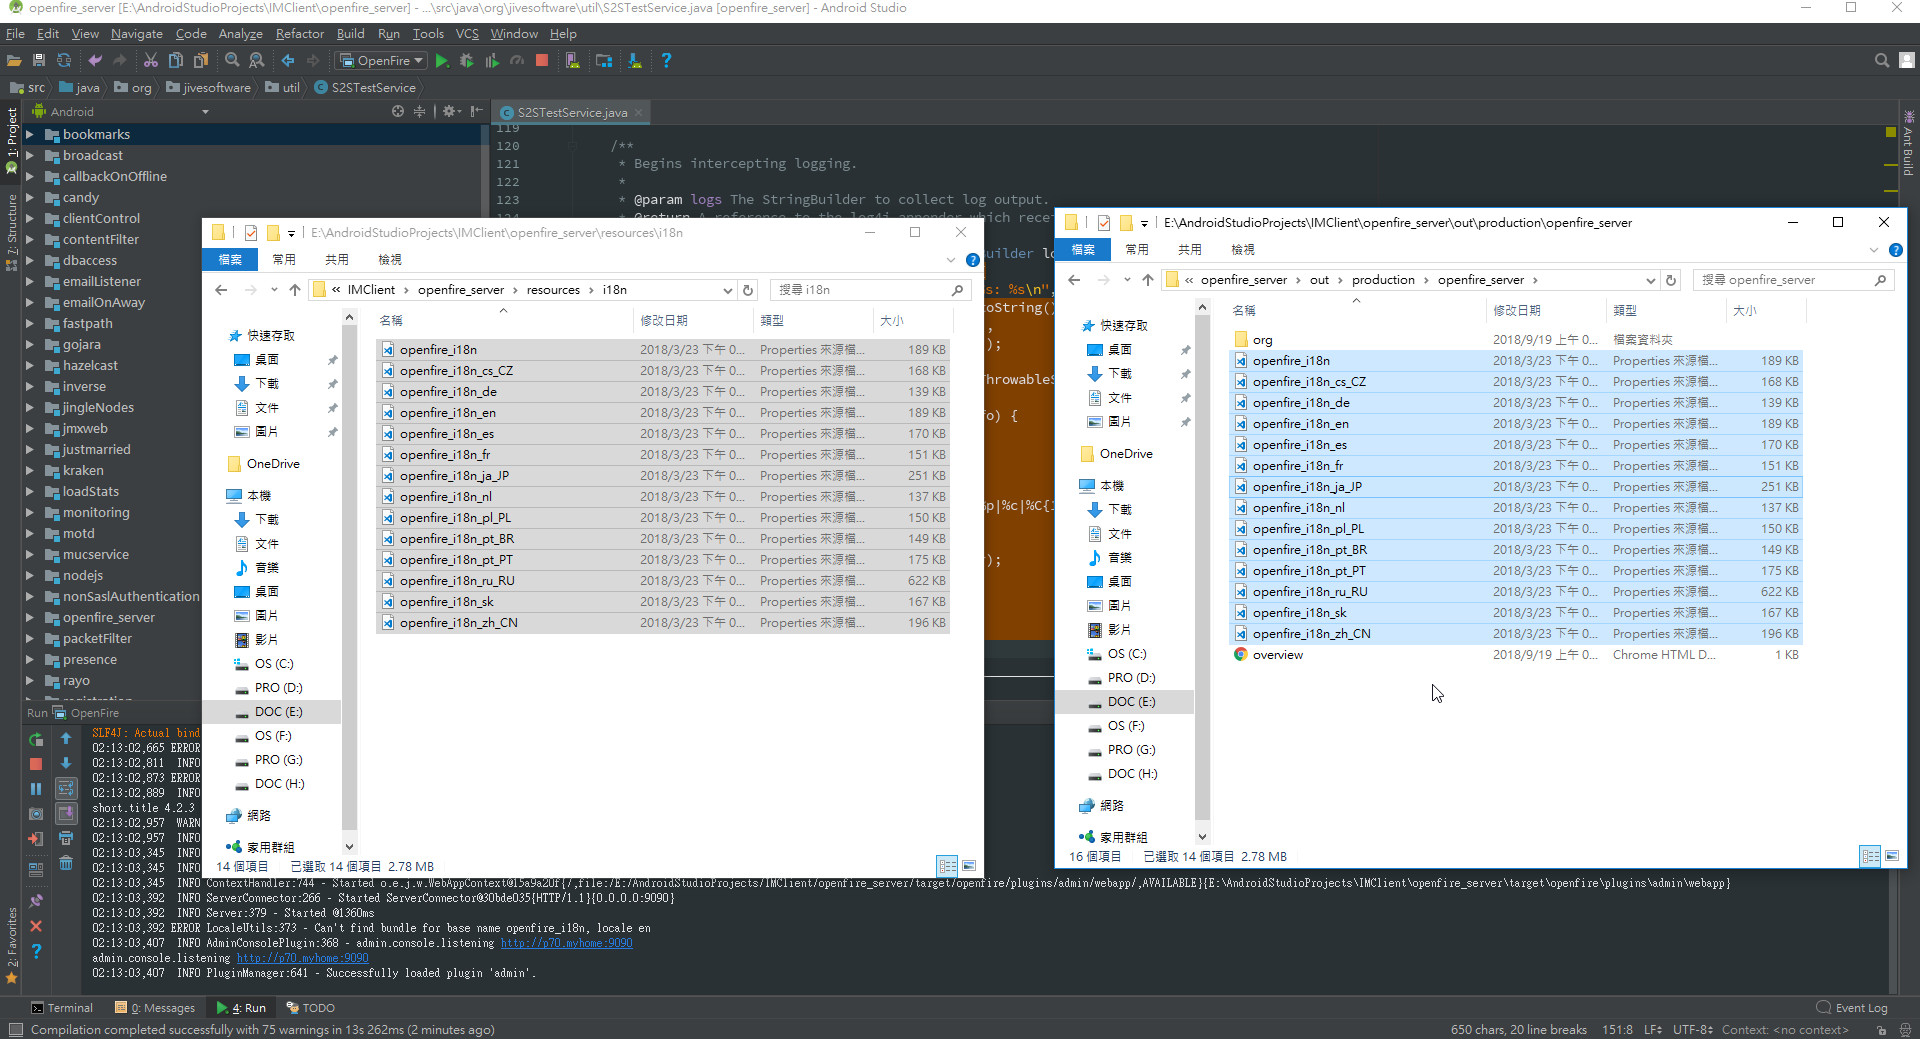 openfire_server [E:\AndroidStudioProjects\IMClient\openfire_server] - ...\src\java\org\jivesoftware\util\S2STestService.java [openfire_server] - Android Studio
File Edit View Navigate Code Analyze Refactor Build Run Tools VCS Window Help
OpenFire
src java org jivesoftware util S2STestService
1: Project
7: Structure
2: Favorites
Ant Build
Android
S2STestService.java
bookmarks
broadcast
callbackOnOffline
candy
clientControl
contentFilter
dbaccess
emailListener
emailOnAway
fastpath
gojara
hazelcast
inverse
jingleNodes
jmxweb
justmarried
kraken
loadStats
monitoring
motd
mucservice
nodejs
nonSaslAuthentication
openfire_server
packetFilter
presence
rayo
119
120 /**
121 * Begins intercepting logging.
122 *
123 * @param logs The StringBuilder to collect log output.
124 * @return A reference to the log4j appender which rece
uilder lo
s: %s\n",
oString()
,
);
ThrowableS
fo) {
%p|%c|%C{1
);
E:\AndroidStudioProjects\IMClient\openfire_server\resources\i18n
檔案 常用 共用 檢視
« IMClient › openfire_server › resources › i18n
搜尋 i18n
快速存取
桌面
下載
文件
圖片
OneDrive
本機
下載
文件
音樂
桌面
圖片
影片
OS (C:)
PRO (D:)
DOC (E:)
OS (F:)
PRO (G:)
DOC (H:)
網路
家用群組
名稱 修改日期 類型 大小
openfire_i18n 2018/3/23 下午 0... Properties 來源檔... 189 KB
openfire_i18n_cs_CZ 2018/3/23 下午 0... Properties 來源檔... 168 KB
openfire_i18n_de 2018/3/23 下午 0... Properties 來源檔... 139 KB
openfire_i18n_en 2018/3/23 下午 0... Properties 來源檔... 189 KB
openfire_i18n_es 2018/3/23 下午 0... Properties 來源檔... 170 KB
openfire_i18n_fr 2018/3/23 下午 0... Properties 來源檔... 151 KB
openfire_i18n_ja_JP 2018/3/23 下午 0... Properties 來源檔... 251 KB
openfire_i18n_nl 2018/3/23 下午 0... Properties 來源檔... 137 KB
openfire_i18n_pl_PL 2018/3/23 下午 0... Properties 來源檔... 150 KB
openfire_i18n_pt_BR 2018/3/23 下午 0... Properties 來源檔... 149 KB
openfire_i18n_pt_PT 2018/3/23 下午 0... Properties 來源檔... 175 KB
openfire_i18n_ru_RU 2018/3/23 下午 0... Properties 來源檔... 622 KB
openfire_i18n_sk 2018/3/23 下午 0... Properties 來源檔... 167 KB
openfire_i18n_zh_CN 2018/3/23 下午 0... Properties 來源檔... 196 KB
14 個項目 已選取 14 個項目 2.78 MB
E:\AndroidStudioProjects\IMClient\openfire_server\out\production\openfire_server
檔案 常用 共用 檢視
« openfire_server › out › production › openfire_server ›
搜尋 openfire_server
快速存取
桌面
下載
文件
圖片
OneDrive
本機
下載
文件
音樂
桌面
圖片
影片
OS (C:)
PRO (D:)
DOC (E:)
OS (F:)
PRO (G:)
DOC (H:)
網路
家用群組
名稱 修改日期 類型 大小
org 2018/9/19 上午 0... 檔案資料夾
openfire_i18n 2018/3/23 下午 0... Properties 來源檔... 189 KB
openfire_i18n_cs_CZ 2018/3/23 下午 0... Properties 來源檔... 168 KB
openfire_i18n_de 2018/3/23 下午 0... Properties 來源檔... 139 KB
openfire_i18n_en 2018/3/23 下午 0... Properties 來源檔... 189 KB
openfire_i18n_es 2018/3/23 下午 0... Properties 來源檔... 170 KB
openfire_i18n_fr 2018/3/23 下午 0... Properties 來源檔... 151 KB
openfire_i18n_ja_JP 2018/3/23 下午 0... Properties 來源檔... 251 KB
openfire_i18n_nl 2018/3/23 下午 0... Properties 來源檔... 137 KB
openfire_i18n_pl_PL 2018/3/23 下午 0... Properties 來源檔... 150 KB
openfire_i18n_pt_BR 2018/3/23 下午 0... Properties 來源檔... 149 KB
openfire_i18n_pt_PT 2018/3/23 下午 0... Properties 來源檔... 175 KB
openfire_i18n_ru_RU 2018/3/23 下午 0... Properties 來源檔... 622 KB
openfire_i18n_sk 2018/3/23 下午 0... Properties 來源檔... 167 KB
openfire_i18n_zh_CN 2018/3/23 下午 0... Properties 來源檔... 196 KB
overview 2018/9/19 上午 0... Chrome HTML D... 1 KB
16 個項目 已選取 14 個項目 2.78 MB
Run OpenFire
SLF4J: Actual bind
02:13:02,665 ERROR
02:13:02,811 INFO
02:13:02,873 ERROR
02:13:02,889 INFO
short.title 4.2.3
02:13:02,957 WARN
02:13:02,957 INFO
02:13:03,345 INFO
02:13:03,345 INFO
02:13:03,345 INFO ContextHandler:744 - Started o.e.j.w.WebAppContext@15a9a20f{/,file:/E:/AndroidStudioProjects/IMClient/openfire_server/target/openfire/plugins/admin/webapp/,AVAILABLE}{E:\AndroidStudioProjects\IMClient\openfire_server\target\openfire\plugins\admin\webapp}
02:13:03,392 INFO ServerConnector:266 - Started ServerConnector@30bde035{HTTP/1.1}{0.0.0.0:9090}
02:13:03,392 INFO Server:379 - Started @1360ms
02:13:03,392 ERROR LocaleUtils:373 - Can't find bundle for base name openfire_i18n, locale en
02:13:03,407 INFO AdminConsolePlugin:368 - admin.console.listening http://p70.myhome:9090
admin.console.listening http://p70.myhome:9090
02:13:03,407 INFO PluginManager:641 - Successfully loaded plugin 'admin'.
Terminal 0: Messages 4: Run TODO Event Log
Compilation completed successfully with 75 warnings in 13s 262ms (2 minutes ago) 650 chars, 20 line breaks 151:8 LF÷ UTF-8÷ Context: <no context>